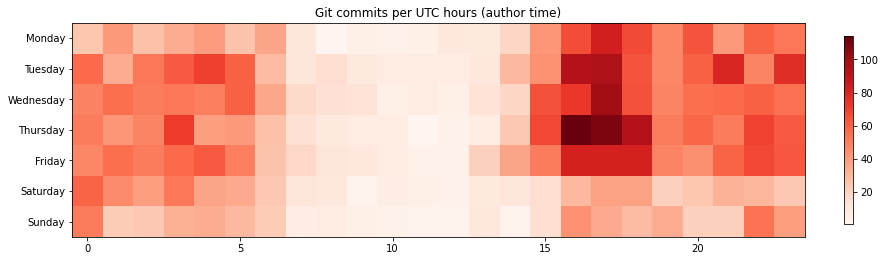 Git commits per UTC hours (author time)
Monday
Tuesday
Wednesday
Thursday
Friday
Saturday
Sunday
0 5 10 15 20
100
80
60
40
20